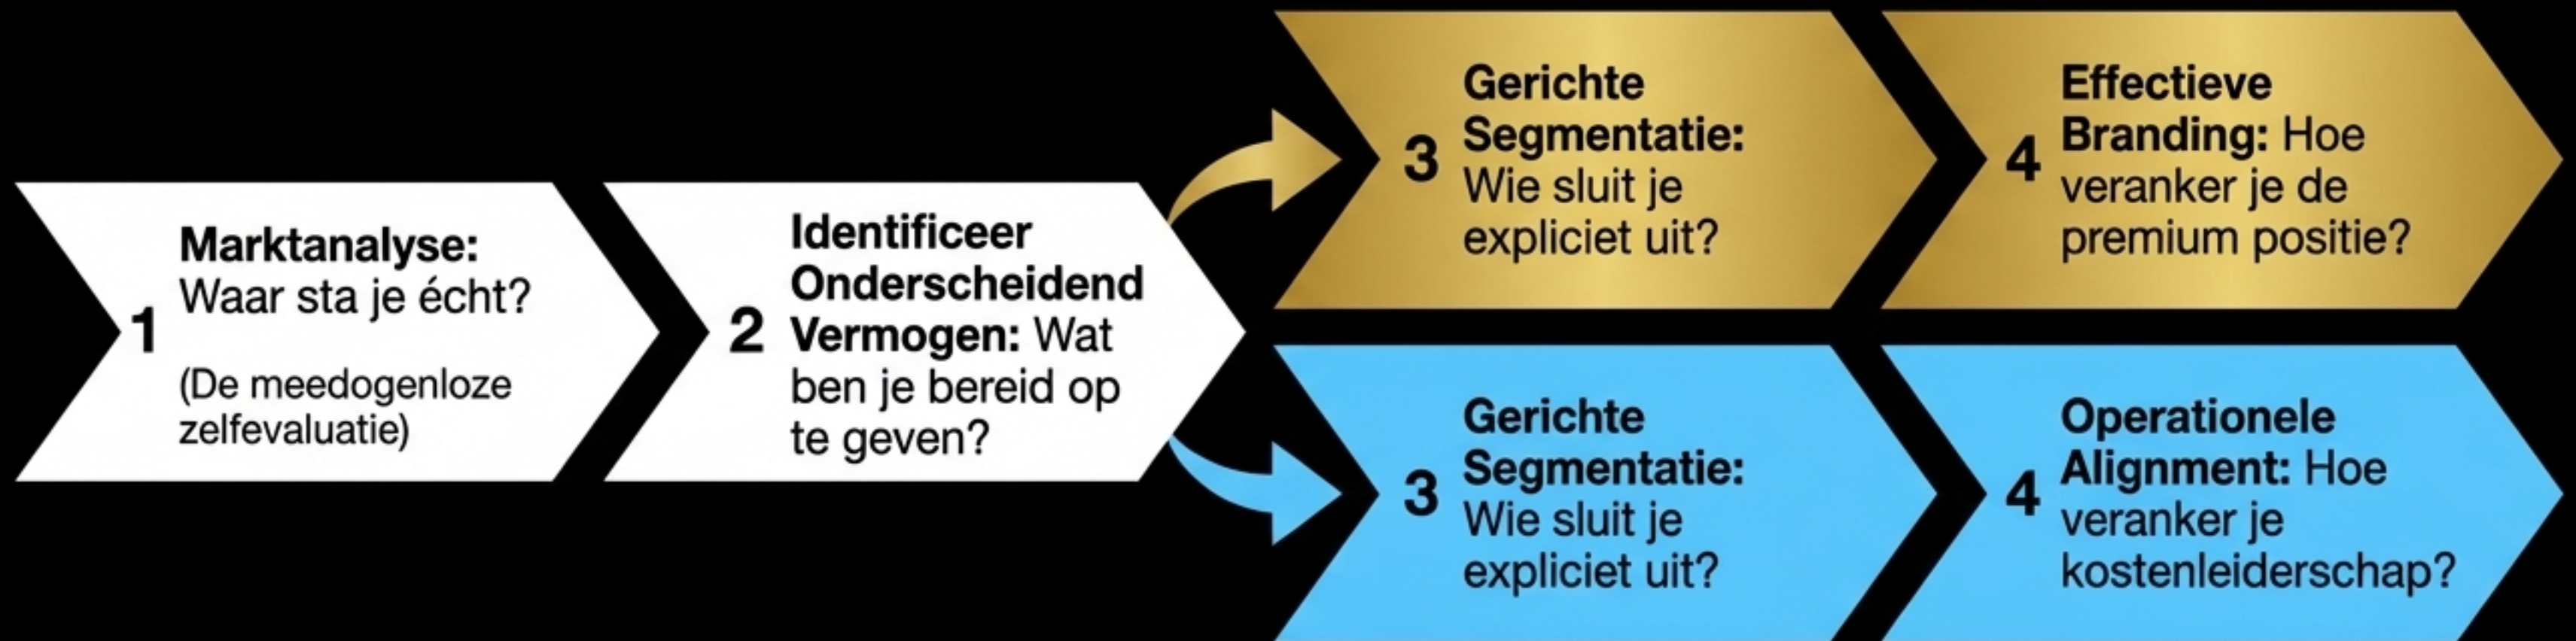 1
Marktanalyse:
Waar sta je écht?
(De meedogenloze
zelfevaluatie)
2
Identificeer
Onderscheidend
Vermogen: Wat
ben je bereid op
te geven?
3
Gerichte
Segmentatie:
Wie sluit je
expliciet uit?
4
Effectieve
Branding: Hoe
veranker je de
premium positie?
3
Gerichte
Segmentatie:
Wie sluit je
expliciet uit?
4
Operationele
Alignment: Hoe
veranker je
kostenleiderschap?